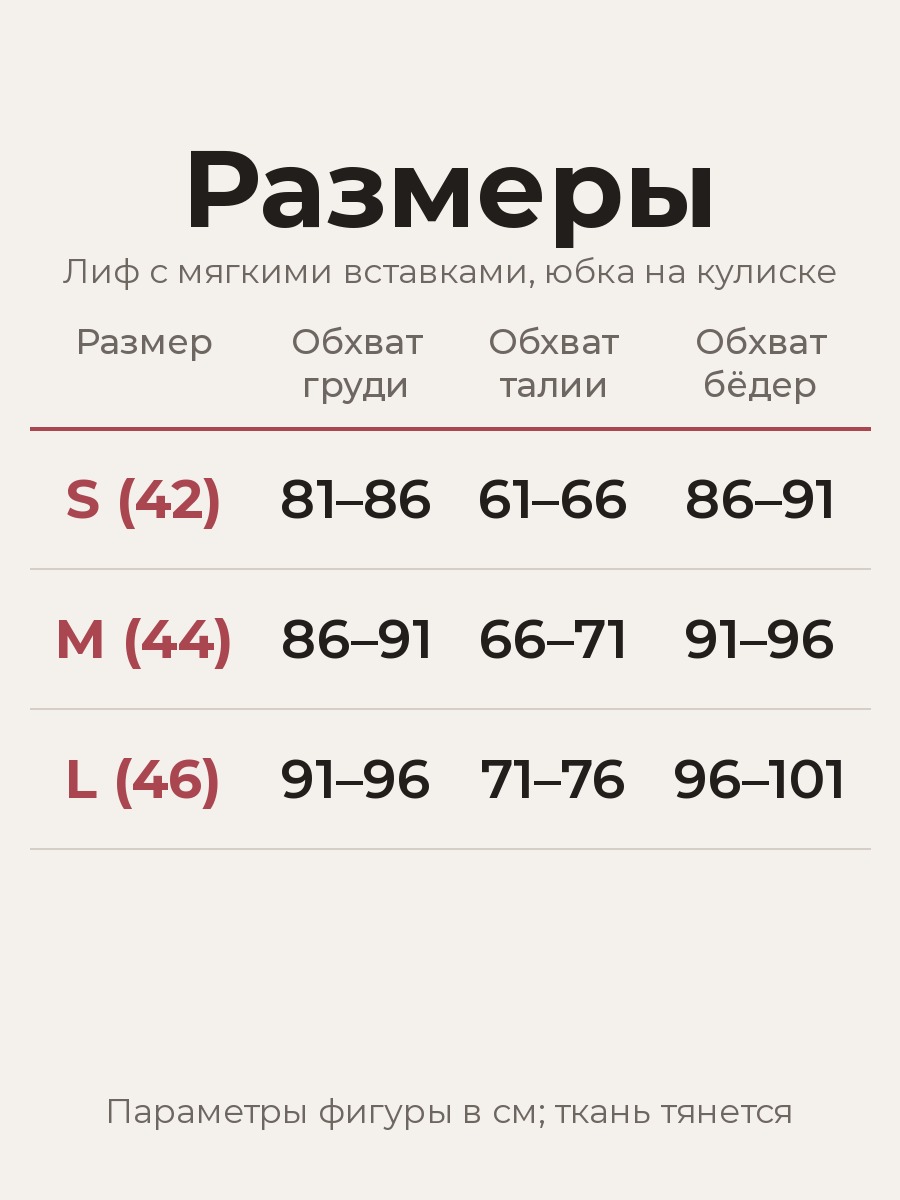 Размеры
Лиф с мягкими вставками, юбка на кулиске
Размер Обхват груди Обхват талии Обхват бёдер
S (42) 81–86 61–66 86–91
M (44) 86–91 66–71 91–96
L (46) 91–96 71–76 96–101
Параметры фигуры в см; ткань тянется